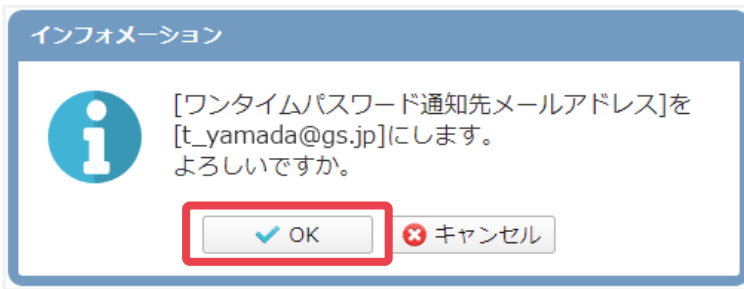 インフォメーション
[ワンタイムパスワード通知先メールアドレス]を
[t_yamada@gs.jp]にします。
よろしいですか。
OK キャンセル